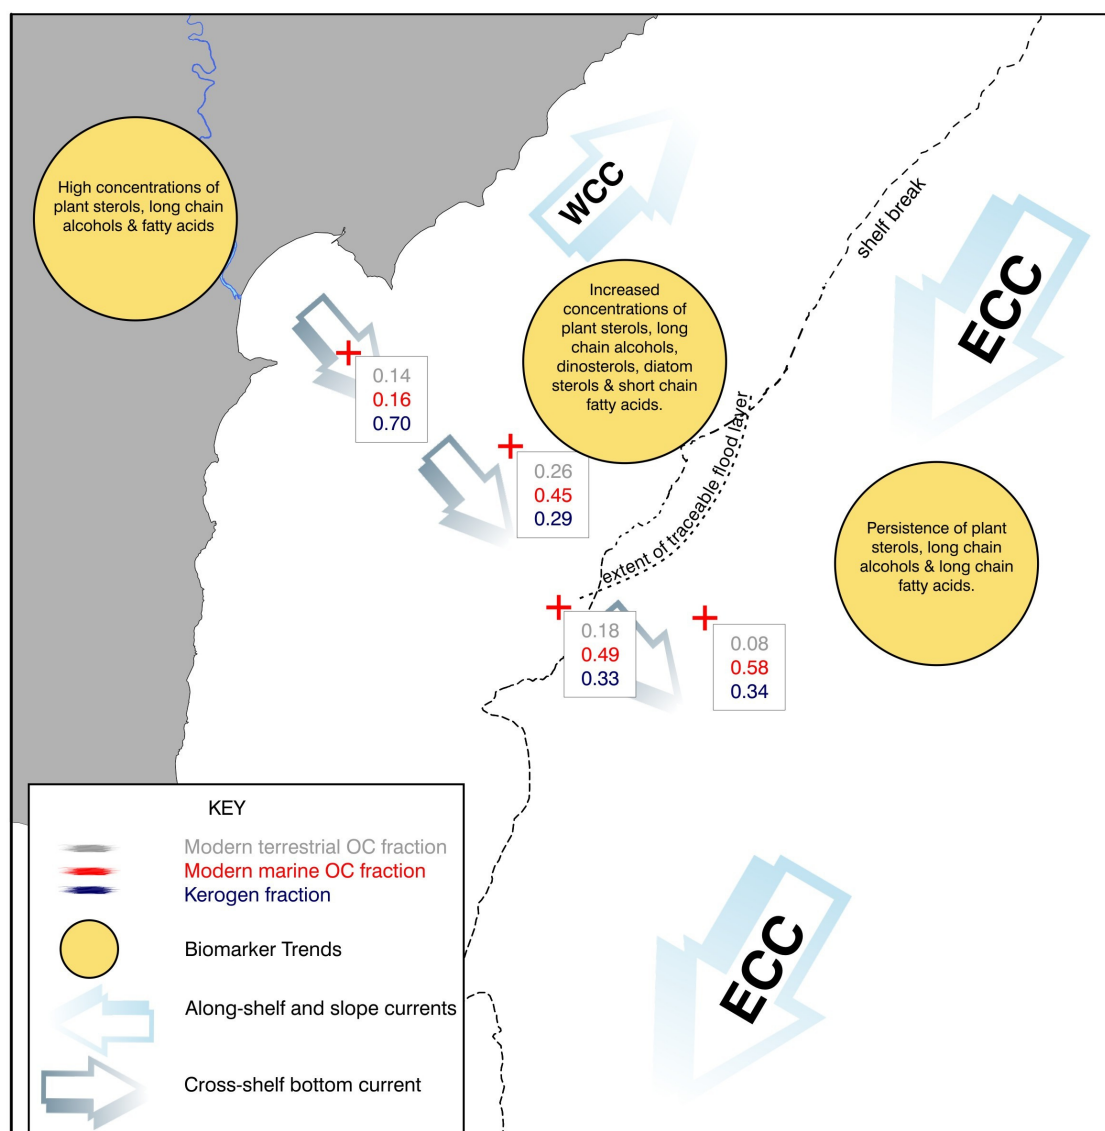 High concentrations of
plant sterols, long chain
alcohols & fatty acids
WCC
shelf break
ECC
Increased
concentrations of
plant sterols, long
chain alcohols,
dinosterols, diatom
sterols & short chain
fatty acids.
0.14
0.16
0.70
0.26
0.45
0.29
extent of traceable flood layer
Persistence of plant
sterols, long chain
alcohols & long chain
fatty acids.
0.18
0.49
0.33
0.08
0.58
0.34
KEY
Modern terrestrial OC fraction
Modern marine OC fraction
Kerogen fraction
Biomarker Trends
Along-shelf and slope currents
Cross-shelf bottom current
ECC